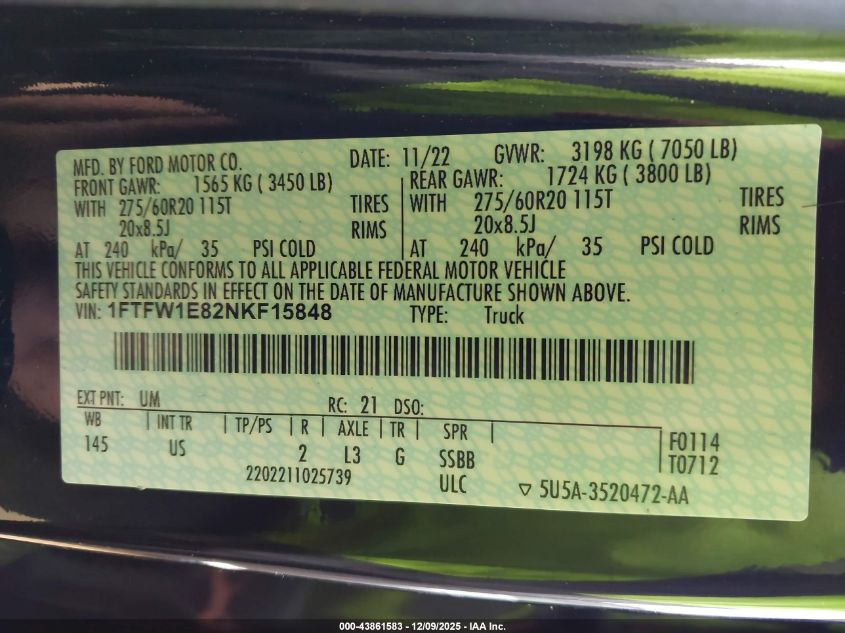 MFD. BY FORD MOTOR CO. DATE: 11/22 GVWR: 3198 KG ( 7050 LB)
FRONT GAWR: 1565 KG ( 3450 LB) REAR GAWR: 1724 KG ( 3800 LB)
WITH 275/60R20 115T TIRES WITH 275/60R20 115T TIRES
20x8.5J RIMS 20x8.5J RIMS
AT 240 kPa/ 35 PSI COLD AT 240 kPa/ 35 PSI COLD
THIS VEHICLE CONFORMS TO ALL APPLICABLE FEDERAL MOTOR VEHICLE
SAFETY STANDARDS IN EFFECT ON THE DATE OF MANUFACTURE SHOWN ABOVE.
VIN: 1FTFW1E82NKF15848 TYPE: Truck
EXT PNT: UM RC: 21 DSO:
WB INT TR TP/PS R AXLE TR SPR
145 US 2 L3 G SSBB
F0114
T0712
2202211025739 ULC ▽ 5U5A-3520472-AA
000-43861583 - 12/09/2025 - IAA Inc.